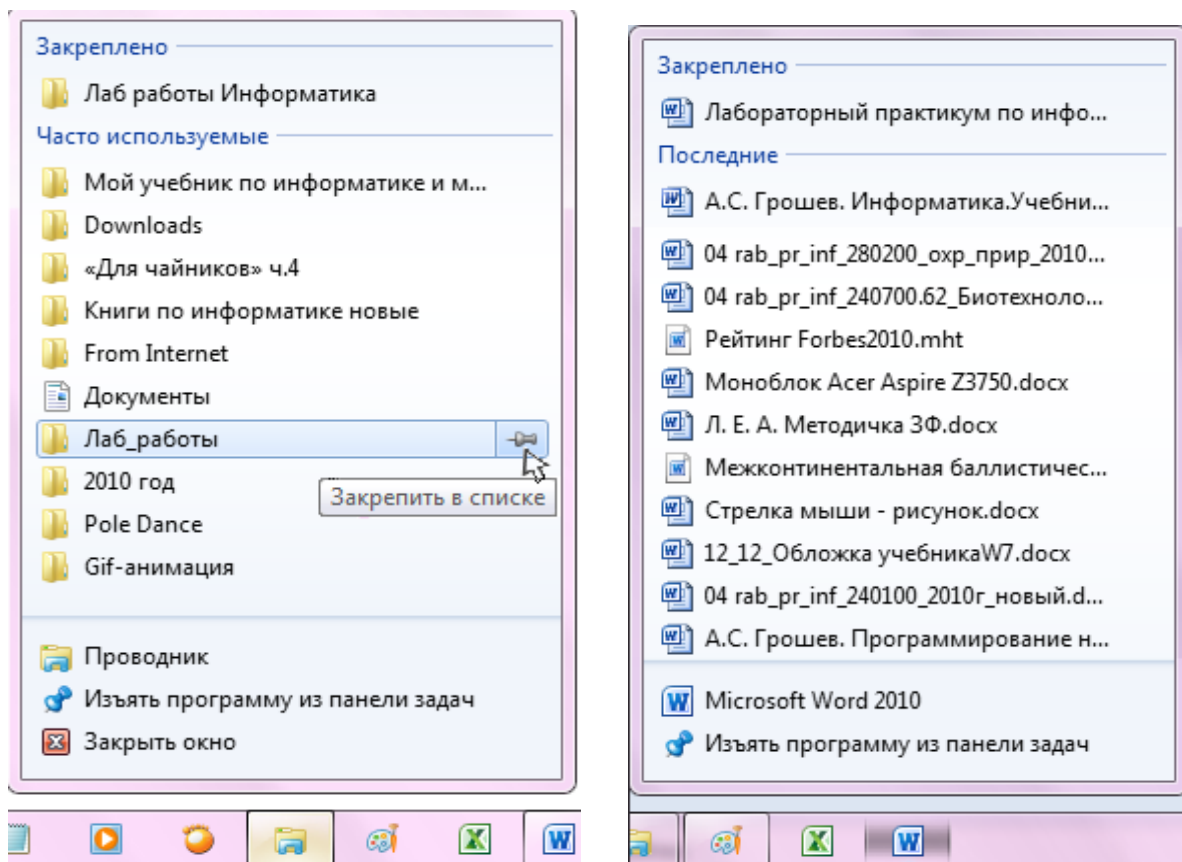 Закреплено
Лаб работы Информатика
Часто используемые
Мой учебник по информатике и м...
Downloads
«Для чайников» ч.4
Книги по информатике новые
From Internet
Документы
Лаб_работы
2010 год
Закрепить в списке
Pole Dance
Gif-анимация
Проводник
Изъять программу из панели задач
Закрыть окно
Закреплено
Лабораторный практикум по инфо...
Последние
А.С. Грошев. Информатика.Учебни...
04 rab_pr_inf_280200_охр_прир_2010...
04 rab_pr_inf_240700.62_Биотехноло...
Рейтинг Forbes2010.mht
Моноблок Acer Aspire Z3750.docx
Л. Е. А. Методичка ЗФ.docx
Межконтинентальная баллистичес...
Стрелка мыши - рисунок.docx
12_12_Обложка учебникаW7.docx
04 rab_pr_inf_240100_2010г_новый.d...
А.С. Грошев. Программирование н...
Microsoft Word 2010
Изъять программу из панели задач